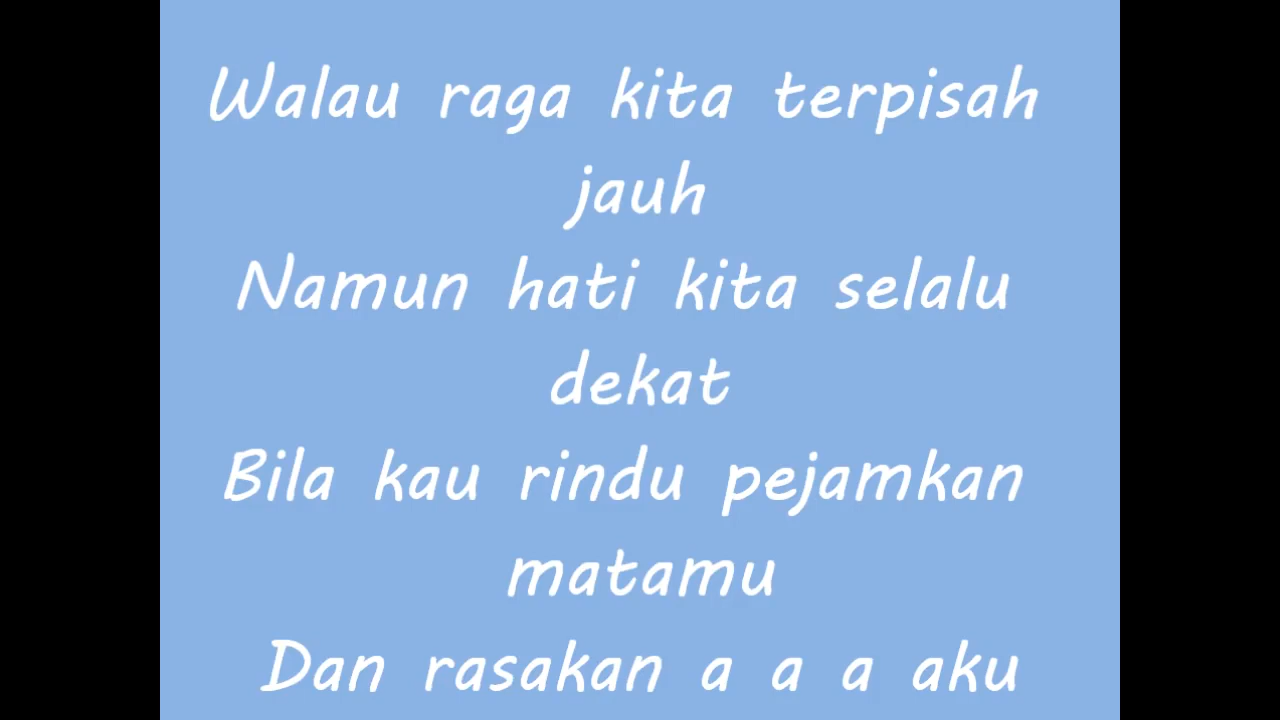 Walau raga kita terpisah
jauh
Namun hati kita selalu
dekat
Bila kau rindu pejamkan
matamu
Dan rasakan a a a aku